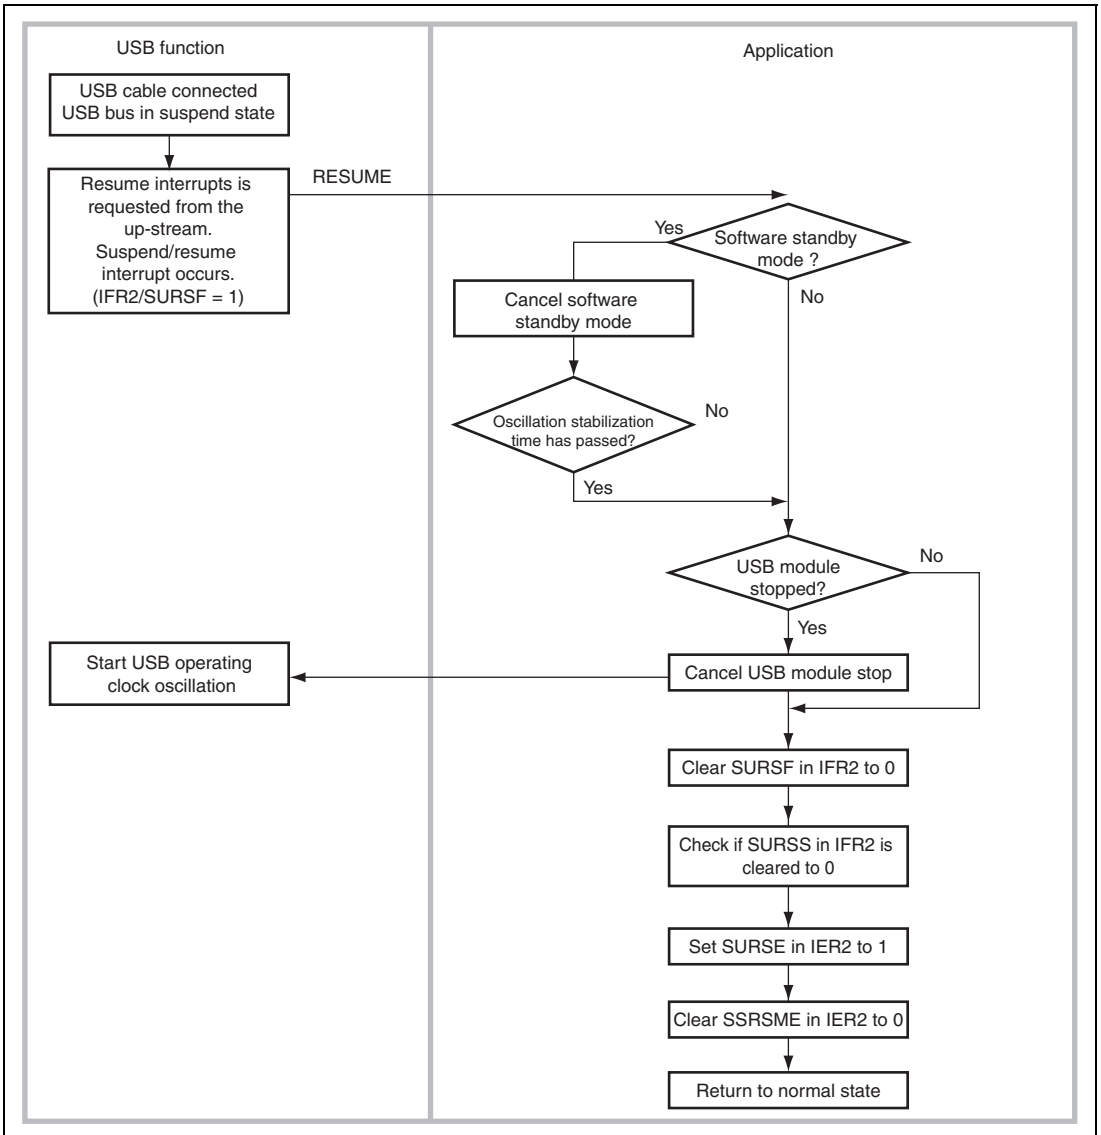 USB function
Application
USB cable connected
USB bus in suspend state
Resume interrupts is
requested from the
up-stream.
Suspend/resume
interrupt occurs.
(IFR2/SURSF = 1)
RESUME
Software standby
mode ?
Yes
No
Cancel software
standby mode
Oscillation stabilization
time has passed?
No
Yes
USB module
stopped?
No
Yes
Start USB operating
clock oscillation
Cancel USB module stop
Clear SURSF in IFR2 to 0
Check if SURSS in IFR2 is
cleared to 0
Set SURSE in IER2 to 1
Clear SSRSME in IER2 to 0
Return to normal state